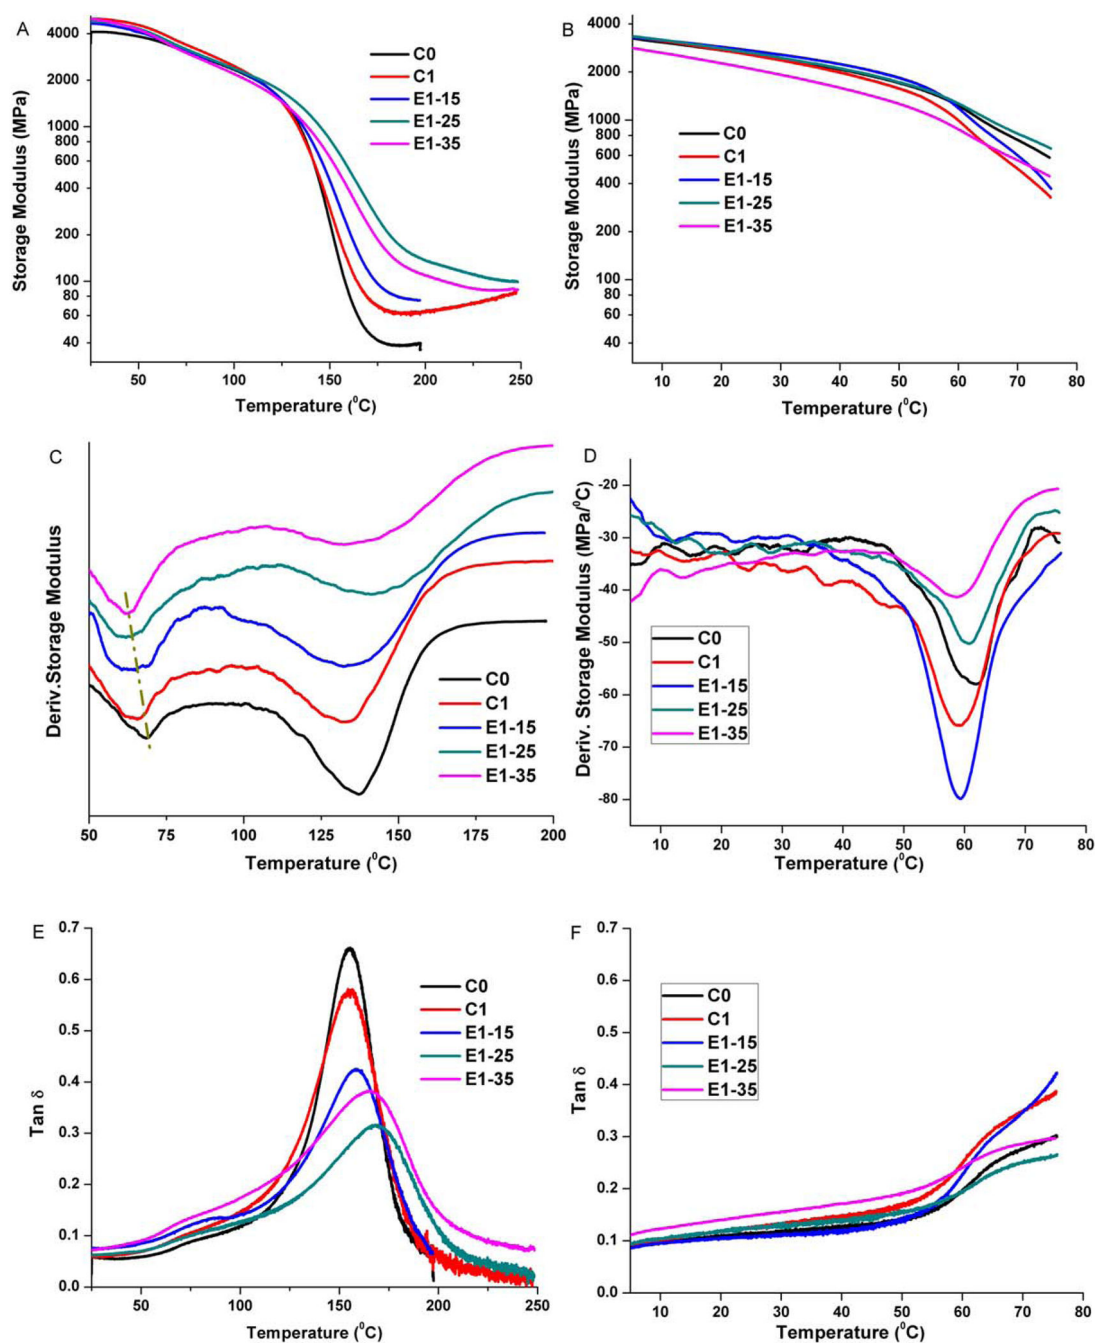 A
4000
2000
1000
800
600
400
200
100
80
60
40
Storage Modulus (MPa)
C0
C1
E1-15
E1-25
E1-35
50 100 150 200 250
Temperature (⁰C)
B
4000
2000
1000
800
600
400
200
100
80
60
40
Storage Modulus (MPa)
C0
C1
E1-15
E1-25
E1-35
10 20 30 40 50 60 70 80
Temperature (⁰C)
C
Deriv.Storage Modulus
C0
C1
E1-15
E1-25
E1-35
50 75 100 125 150 175 200
Temperature (⁰C)
D
-20
-30
-40
-50
-60
-70
-80
Deriv. Storage Modulus (MPa/⁰C)
C0
C1
E1-15
E1-25
E1-35
10 20 30 40 50 60 70 80
Temperature (⁰C)
E
0.7
0.6
0.5
0.4
0.3
0.2
0.1
0.0
Tan δ
C0
C1
E1-15
E1-25
E1-35
50 100 150 200 250
Temperature (⁰C)
F
0.7
0.6
0.5
0.4
0.3
0.2
0.1
0.0
Tan δ
C0
C1
E1-15
E1-25
E1-35
10 20 30 40 50 60 70 80
Temperature (⁰C)